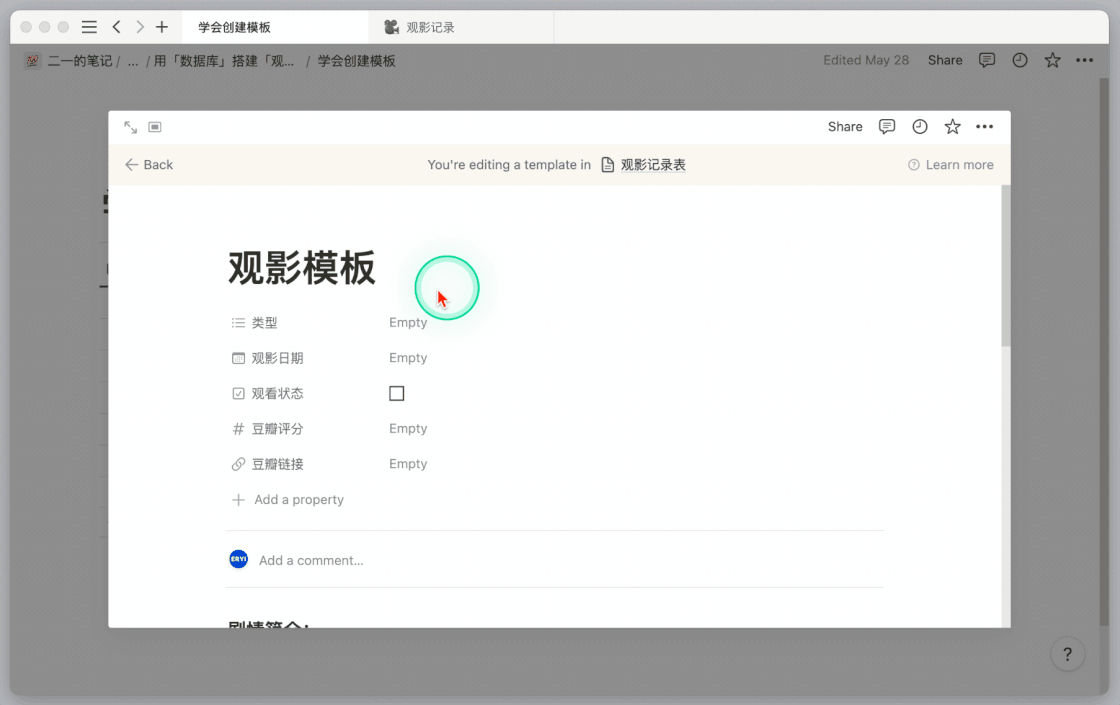 学会创建模板
观影记录
二一的笔记 / ... / 用「数据库」搭建「观... / 学会创建模板
Edited May 28
Share
Share
Back
You're editing a template in 观影记录表
Learn more
观影模板
类型 Empty
观影日期 Empty
观看状态
豆瓣评分 Empty
豆瓣链接 Empty
Add a property
ERYI
Add a comment...
剧情简介：
?